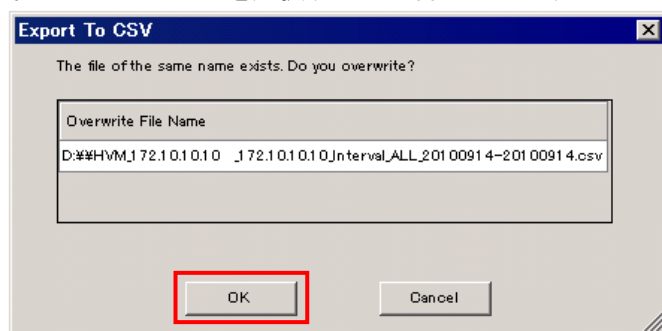 Export To CSV
The file of the same name exists. Do you overwrite?
Overwrite File Name
D:¥¥HVM_172.10.10.10 _172.10.10.10_Interval_ALL_20100914-20100914.csv
OK
Cancel